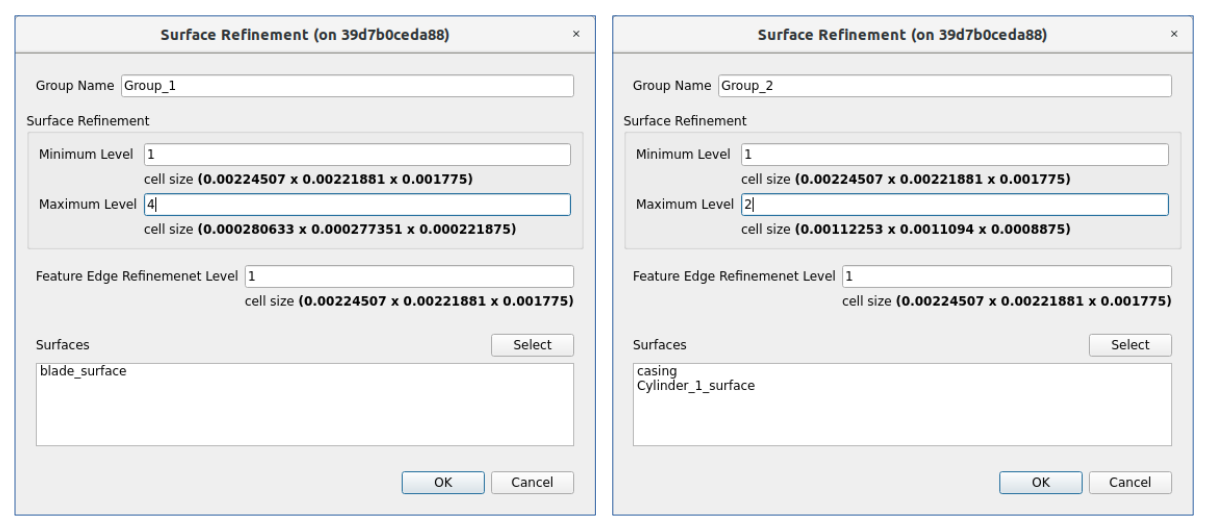 Surface Refinement (on 39d7b0ceda88)
×
Group Name Group_1
Surface Refinement
Minimum Level 1
cell size (0.00224507 x 0.00221881 x 0.001775)
Maximum Level 4
cell size (0.000280633 x 0.000277351 x 0.000221875)
Feature Edge Refinemenet Level 1
cell size (0.00224507 x 0.00221881 x 0.001775)
Surfaces
Select
blade_surface
OK
Cancel
Surface Refinement (on 39d7b0ceda88)
×
Group Name Group_2
Surface Refinement
Minimum Level 1
cell size (0.00224507 x 0.00221881 x 0.001775)
Maximum Level 2
cell size (0.00112253 x 0.0011094 x 0.0008875)
Feature Edge Refinemenet Level 1
cell size (0.00224507 x 0.00221881 x 0.001775)
Surfaces
Select
casing
Cylinder_1_surface
OK
Cancel